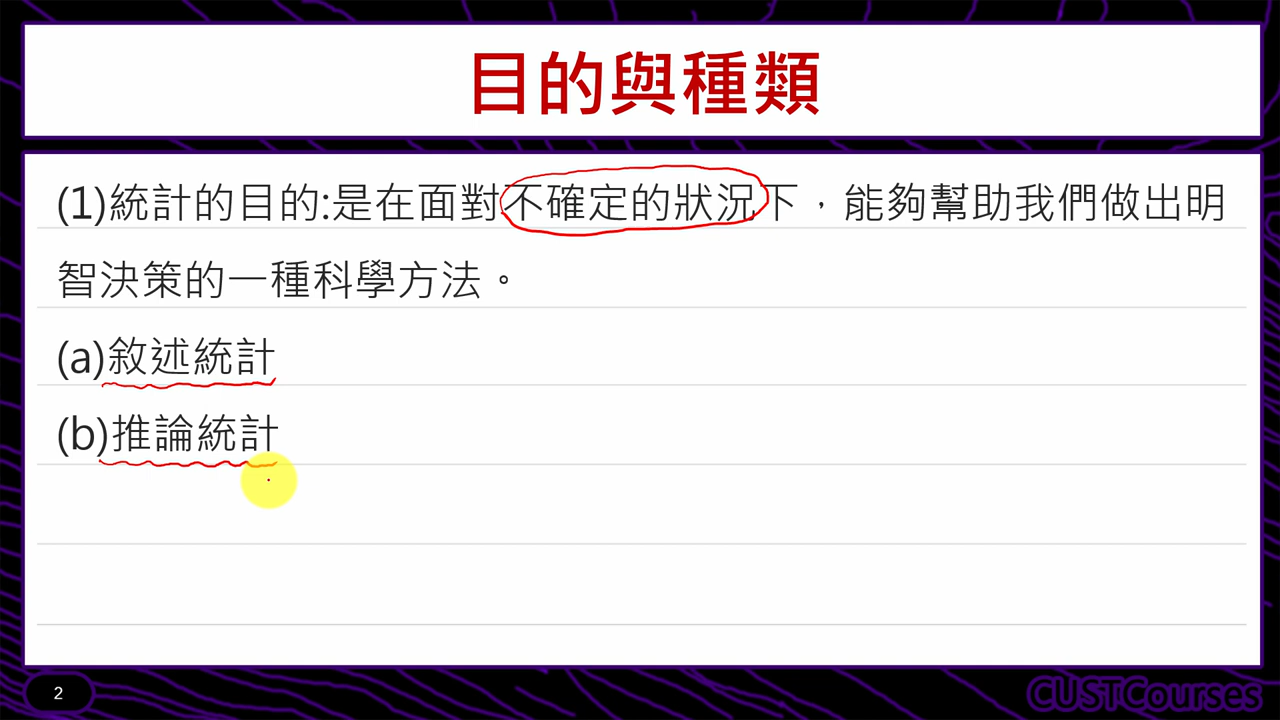 目的與種類
(1)統計的目的:是在面對不確定的狀況下，能夠幫助我們做出明
智決策的一種科學方法。
(a)敘述統計
(b)推論統計
2
CUSTCourses